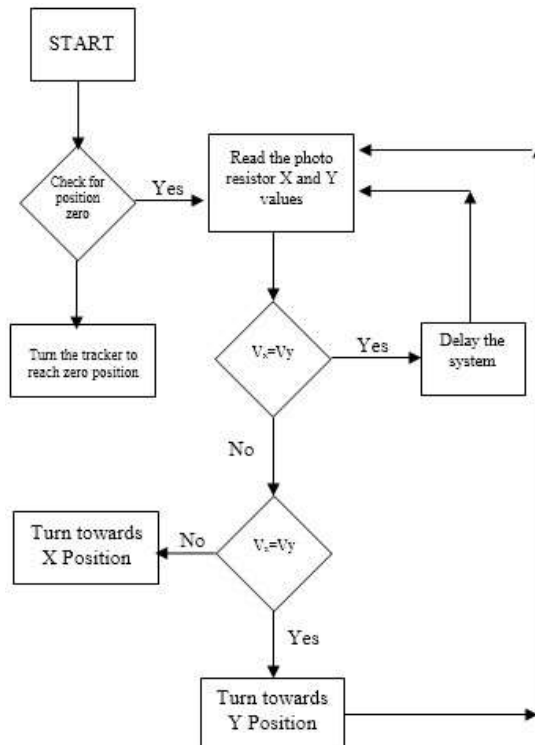 START
Check for
position
zero
Yes
Read the photo
resistor X and Y
values
Turn the tracker to
reach zero position
Vₓ=Vy
Yes
Delay the
system
No
Turn towards
X Position
No
Vₓ=Vy
Yes
Turn towards
Y Position